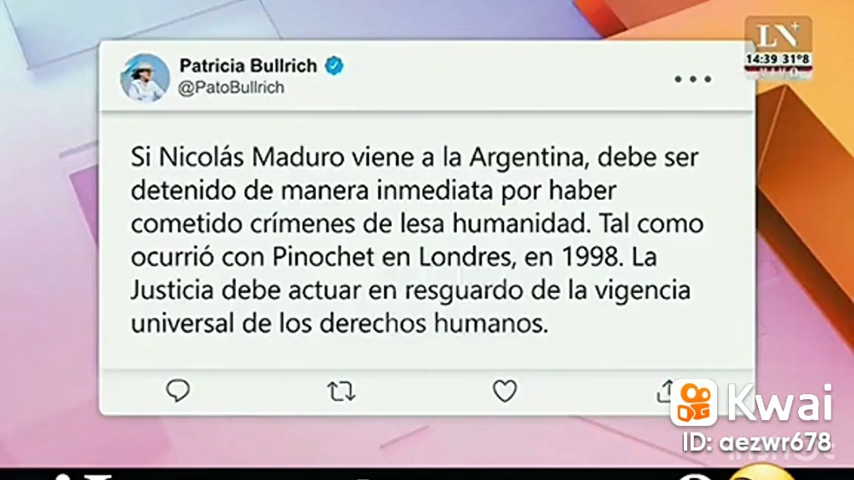 Patricia Bullrich
@PatoBullrich
LN+
14:39 31°8
VIVO
Si Nicolás Maduro viene a la Argentina, debe ser
detenido de manera inmediata por haber
cometido crímenes de lesa humanidad. Tal como
ocurrió con Pinochet en Londres, en 1998. La
Justicia debe actuar en resguardo de la vigencia
universal de los derechos humanos.
Kwai
ID: aezwr678